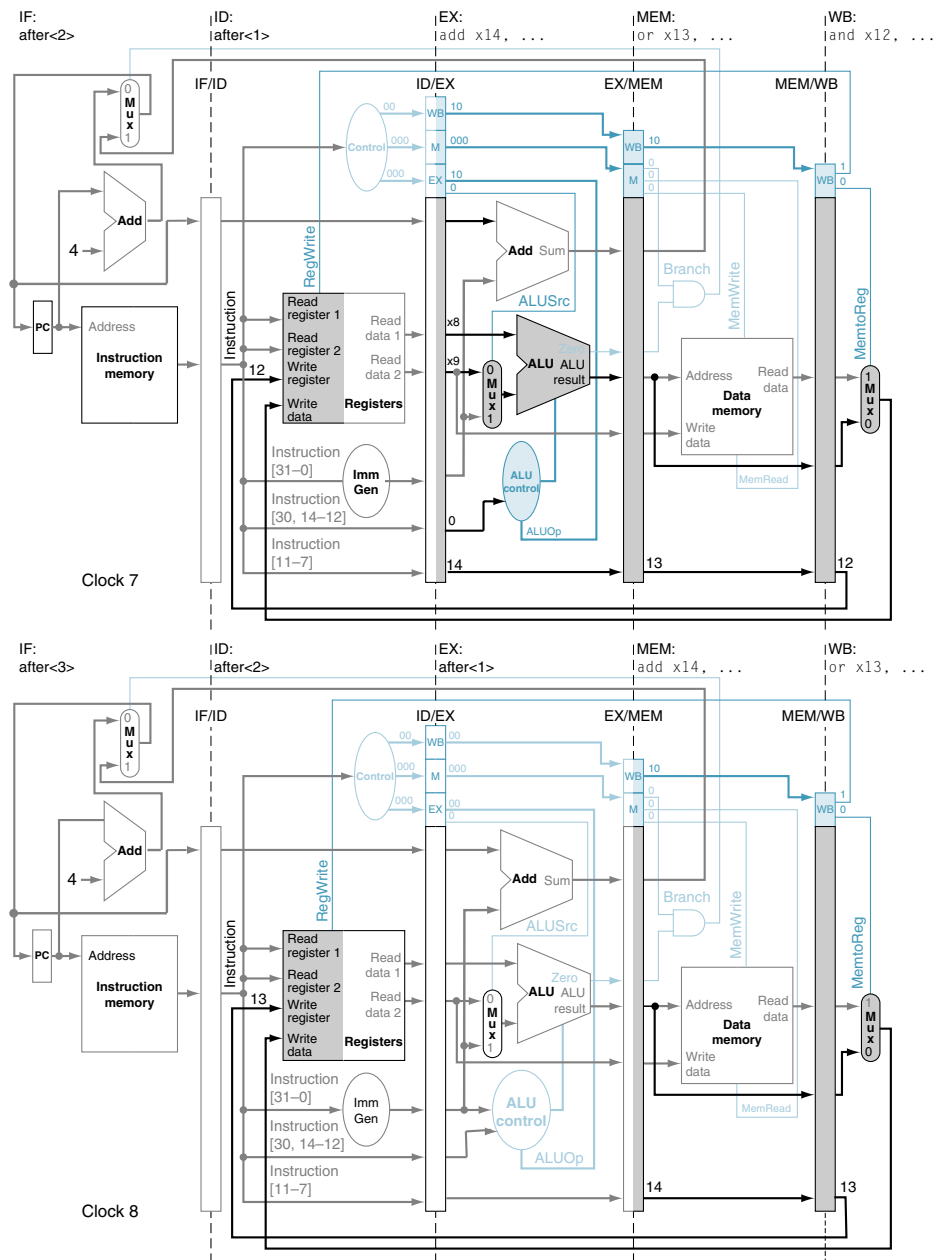 IF:
after<2>
ID:
after<1>
EX:
add x14, ...
MEM:
or x13, ...
WB:
and x12, ...
IF/ID
ID/EX
EX/MEM
MEM/WB
0
Mux
1
Control
00
000
000
WB
M
EX
10
000
10
0
WB
M
10
0
0
0
WB
1
0
Add
4
RegWrite
Add Sum
ALUSrc
Branch
MemWrite
MemtoReg
PC
Address
Instruction
memory
Instruction
Read
register 1
Read
register 2
Write
register
Write
data
Registers
Read
data 1
Read
data 2
12
x8
x9
0
Mux
1
Zero
ALU ALU
result
Address
Read
data
Data
memory
Write
data
MemRead
1
Mux
0
Instruction
[31–0]
Imm
Gen
Instruction
[30, 14–12]
Instruction
[11–7]
ALU
control
ALUOp
0
14
13
12
Clock 7
IF:
after<3>
ID:
after<2>
EX:
after<1>
MEM:
add x14, ...
WB:
or x13, ...
IF/ID
ID/EX
EX/MEM
MEM/WB
0
Mux
1
Control
00
000
000
WB
M
EX
00
000
00
0
WB
M
10
0
0
0
WB
1
0
Add
4
RegWrite
Add Sum
ALUSrc
Branch
MemWrite
MemtoReg
PC
Address
Instruction
memory
Instruction
Read
register 1
Read
register 2
Write
register
Write
data
Registers
Read
data 1
Read
data 2
13
0
Mux
1
Zero
ALU ALU
result
Address
Read
data
Data
memory
Write
data
MemRead
1
Mux
0
Instruction
[31–0]
Imm
Gen
Instruction
[30, 14–12]
Instruction
[11–7]
ALU
control
ALUOp
14
13
Clock 8